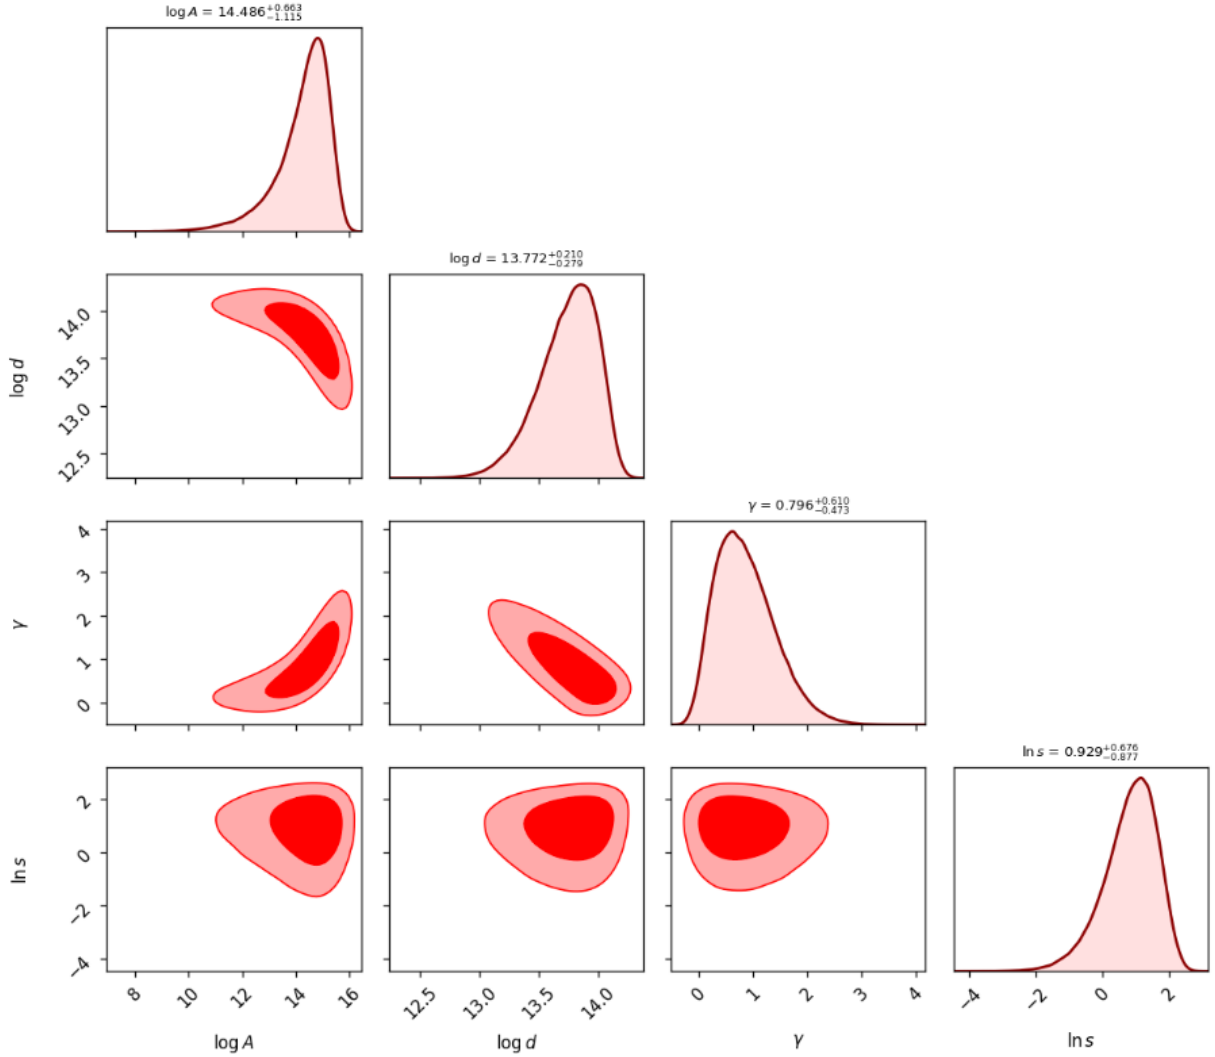 log A = 14.486 +0.663 −1.115
log d = 13.772 +0.210 −0.279
log d
14.0
13.5
13.0
12.5
γ = 0.796 +0.610 −0.473
γ
4
3
2
1
0
ln s = 0.929 +0.676 −0.877
ln s
2
0
−2
−4
8 10 12 14 16 12.5 13.0 13.5 14.0 0 1 2 3 4 −4 −2 0 2
log A log d γ ln s